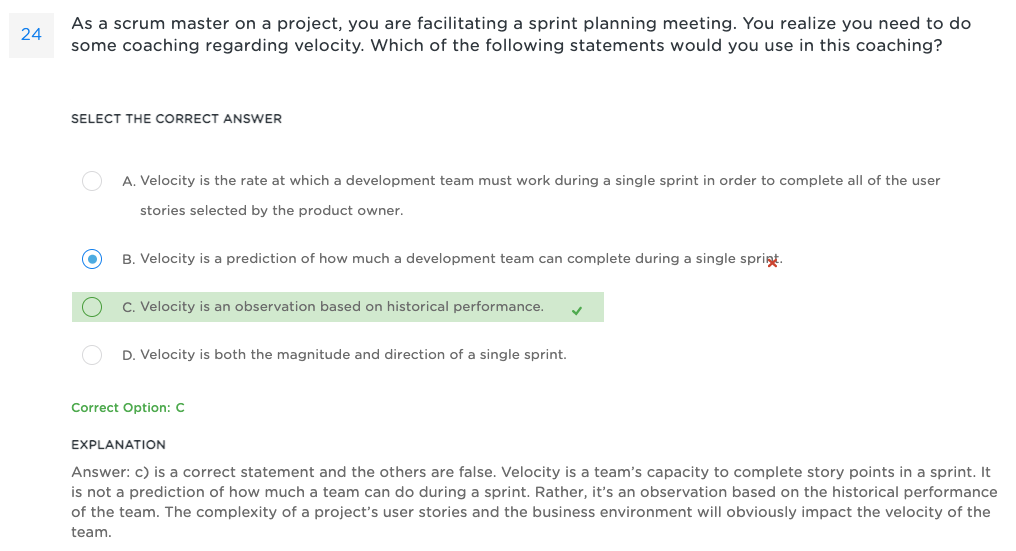 24
As a scrum master on a project, you are facilitating a sprint planning meeting. You realize you need to do
some coaching regarding velocity. Which of the following statements would you use in this coaching?
SELECT THE CORRECT ANSWER
A. Velocity is the rate at which a development team must work during a single sprint in order to complete all of the user
stories selected by the product owner.
B. Velocity is a prediction of how much a development team can complete during a single sprint.
C. Velocity is an observation based on historical performance.
D. Velocity is both the magnitude and direction of a single sprint.
Correct Option: C
EXPLANATION
Answer: c) is a correct statement and the others are false. Velocity is a team’s capacity to complete story points in a sprint. It
is not a prediction of how much a team can do during a sprint. Rather, it’s an observation based on the historical performance
of the team. The complexity of a project’s user stories and the business environment will obviously impact the velocity of the
team.